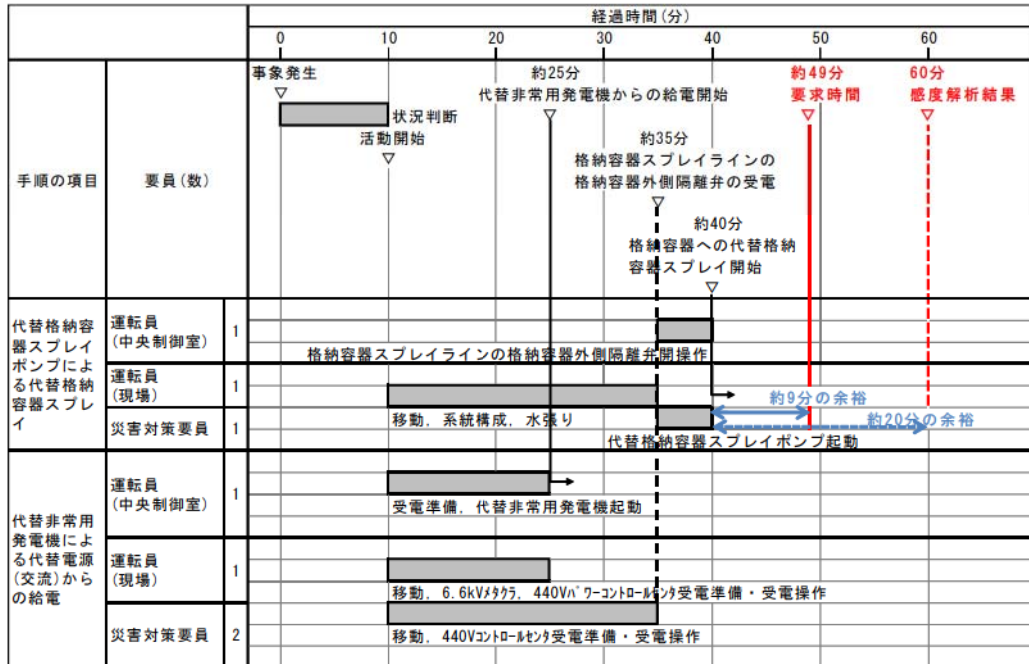 経過時間(分)
0 10 20 30 40 50 60
手順の項目
要員(数)
事象発生
状況判断
活動開始
約25分
代替非常用発電機からの給電開始
約35分
格納容器スプレイラインの
格納容器外側隔離弁の受電
約40分
格納容器への代替格納
容器スプレイ開始
約49分
要求時間
60分
感度解析結果
代替格納容
器スプレイ
ポンプによ
る代替格納
容器スプレ
イ
運転員
(中央制御室)
1
格納容器スプレイラインの格納容器外側隔離弁開操作
運転員
(現場)
1
移動，系統構成，水張り
約9分の余裕
災害対策要員
1
約20分の余裕
代替格納容器スプレイポンプ起動
代替非常用
発電機によ
る代替電源
(交流)から
の給電
運転員
(中央制御室)
1
受電準備，代替非常用発電機起動
運転員
(現場)
1
移動，6.6kVﾒﾀｸﾗ，440Vﾊﾟﾜｰｺﾝﾄﾛｰﾙｾﾝﾀ受電準備・受電操作
災害対策要員
2
移動，440Vｺﾝﾄﾛｰﾙｾﾝﾀ受電準備・受電操作